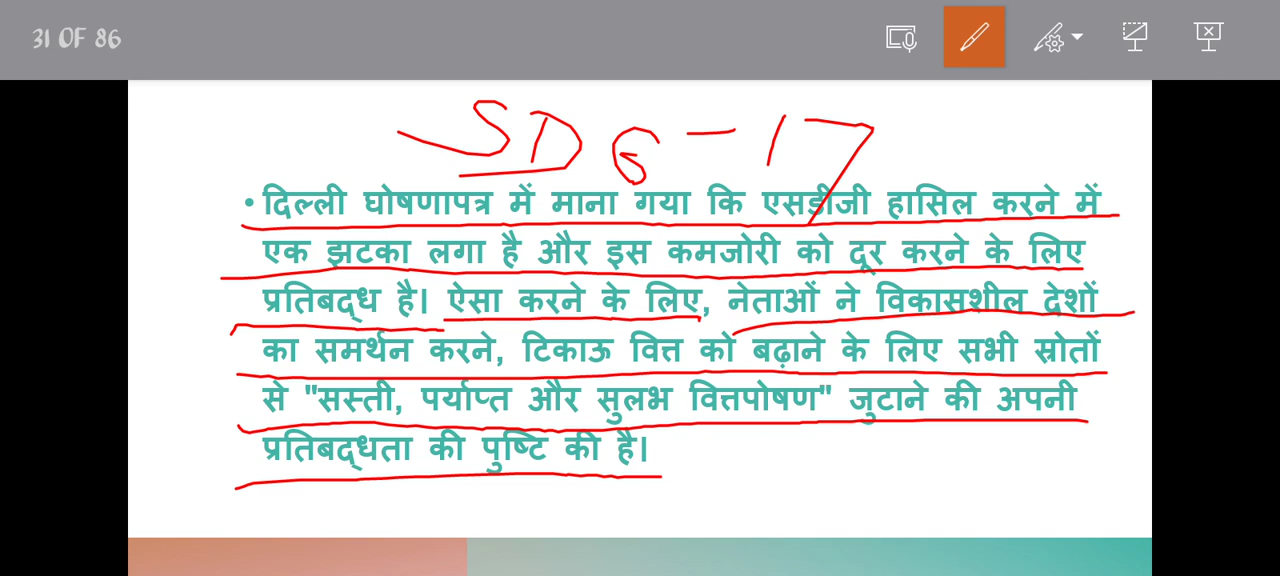 31 OF 86
SDG - 17
• दिल्ली घोषणापत्र में माना गया कि एसडीजी हासिल करने में
एक झटका लगा है और इस कमजोरी को दूर करने के लिए
प्रतिबद्ध है। ऐसा करने के लिए, नेताओं ने विकासशील देशों
का समर्थन करने, टिकाऊ वित्त को बढ़ाने के लिए सभी स्रोतों
से "सस्ती, पर्याप्त और सुलभ वित्तपोषण" जुटाने की अपनी
प्रतिबद्धता की पुष्टि की है।